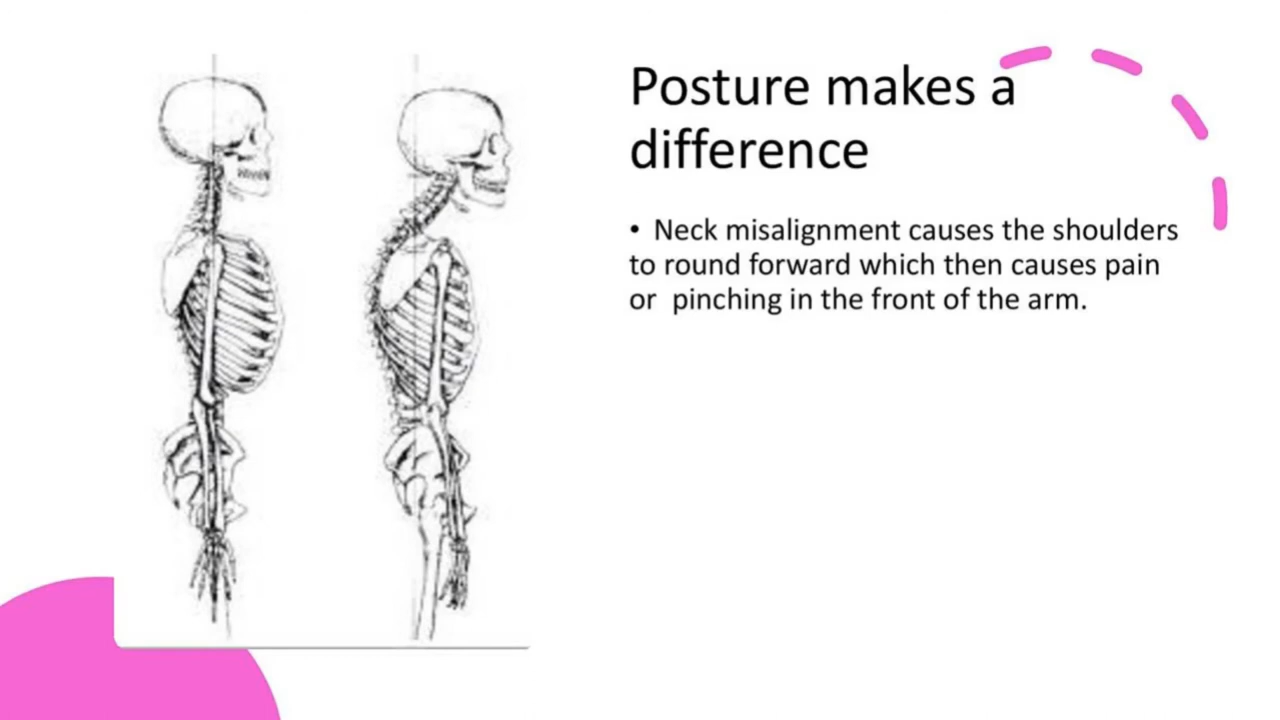 Posture makes a
difference
• Neck misalignment causes the shoulders
to round forward which then causes pain
or  pinching in the front of the arm.